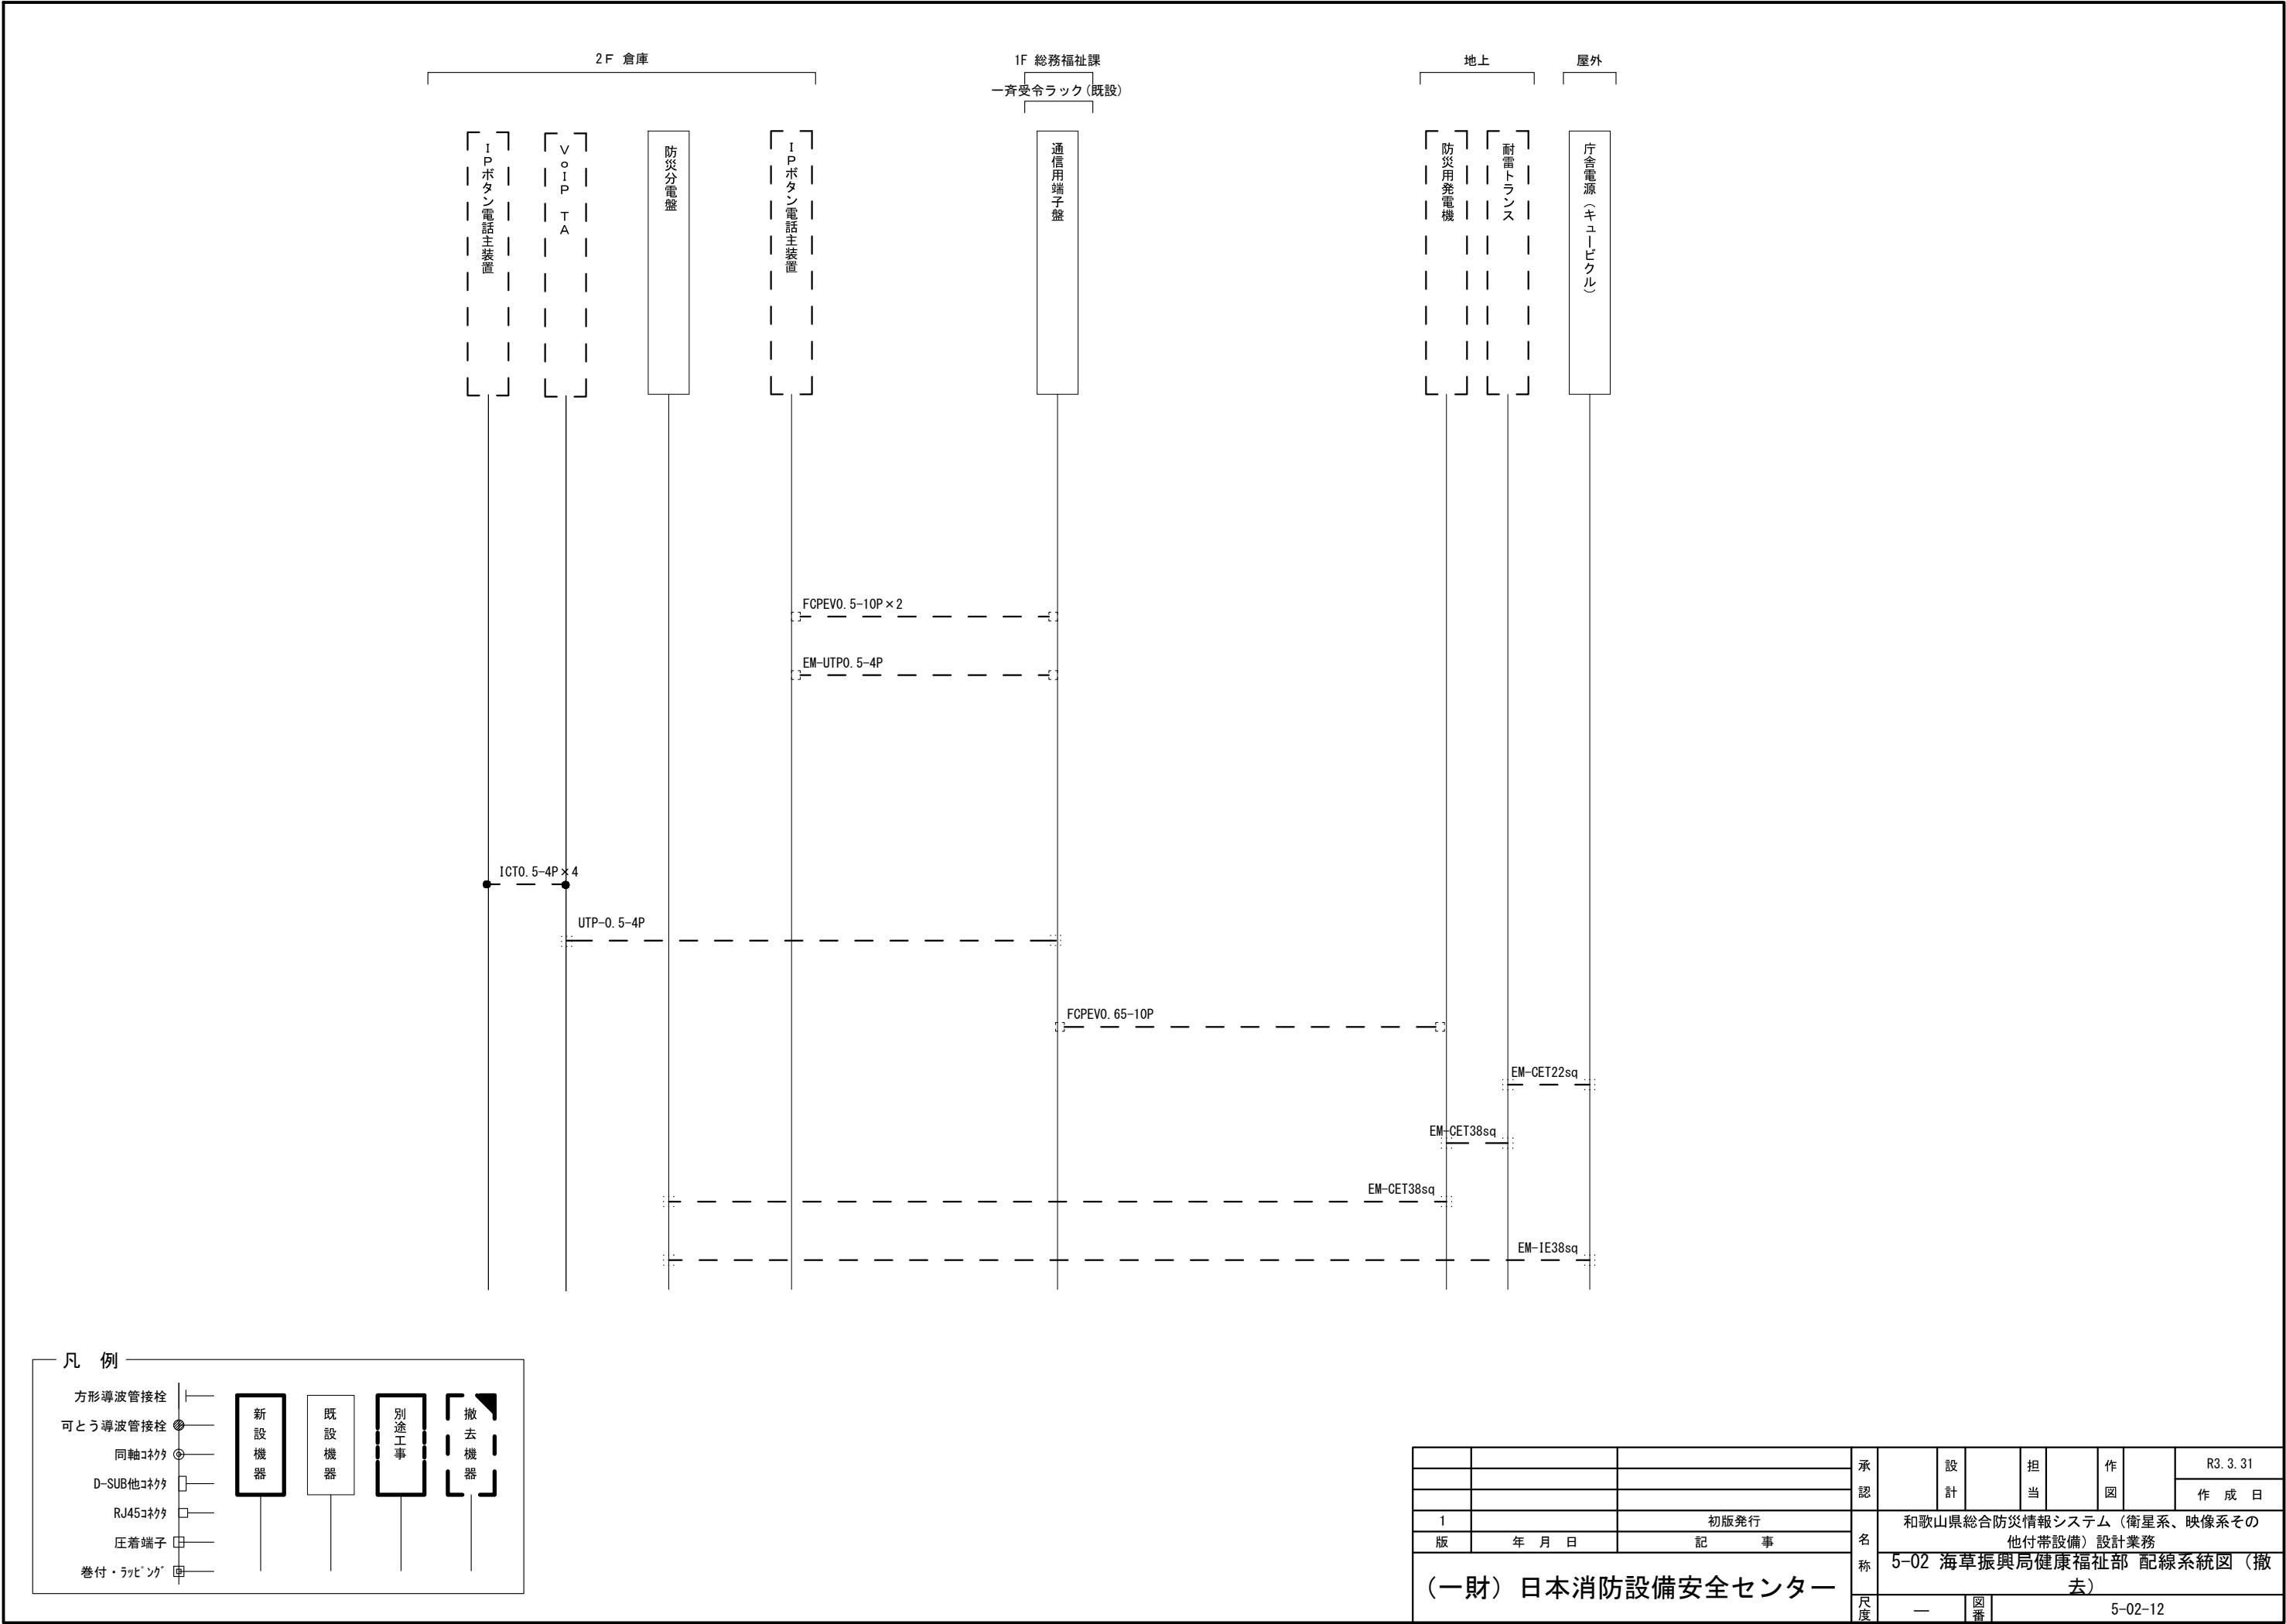 2Ｆ 倉庫
1F 総務福祉課
一斉受令ラック(既設)
地上
屋外
ＩＰボタン電話主装置
ＶｏＩＰ　ＴＡ
防災分電盤
ＩＰボタン電話主装置
通信用端子盤
防災用発電機
耐雷トランス
庁舎電源（キュービクル）
FCPEV0.5-10P×2
EM-UTP0.5-4P
ICT0.5-4P×4
UTP-0.5-4P
FCPEV0.65-10P
EM-CET22sq
EM-CET38sq
EM-CET38sq
EM-IE38sq
凡　例
方形導波管接栓
可とう導波管接栓
同軸ｺﾈｸﾀ
D-SUB他ｺﾈｸﾀ
RJ45ｺﾈｸﾀ
圧着端子
巻付・ﾗｯﾋﾟﾝｸﾞ
新設機器
既設機器
別途工事
撤去機器
承認
設計
担当
作図
R3.3.31
作　成　日
1
初版発行
版
年　月　日
記　　　事
名称
和歌山県総合防災情報システム（衛星系、映像系その
他付帯設備）設計業務
5-02 海草振興局健康福祉部 配線系統図（撤
去）
（一財）日本消防設備安全センター
尺度
―
図番
5-02-12